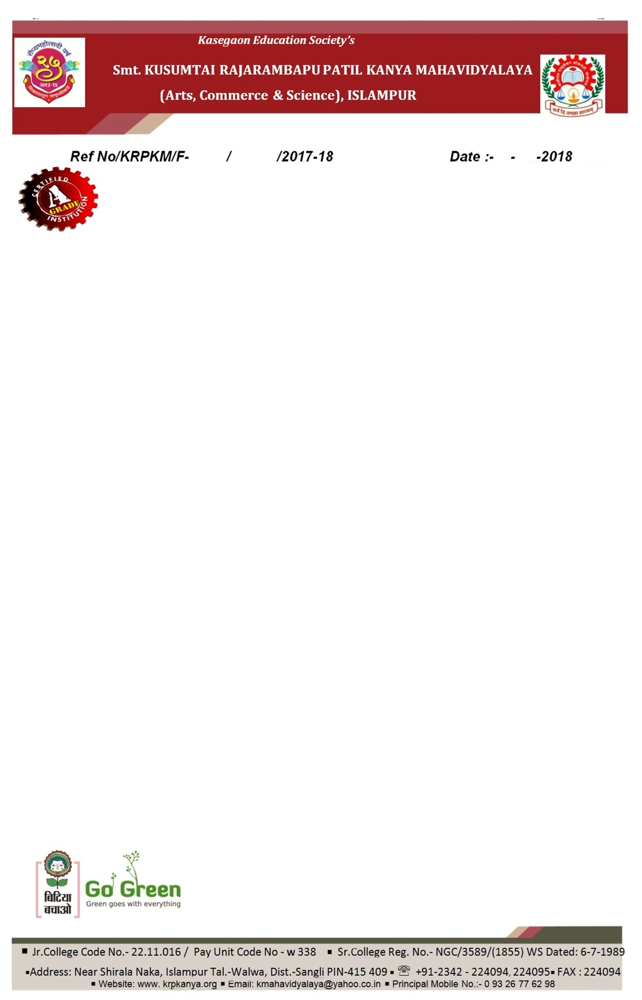 Kasegaon Education Society's
Smt. KUSUMTAI RAJARAMBAPU PATIL KANYA MAHAVIDYALAYA
(Arts, Commerce & Science), ISLAMPUR
रौप्यमहोत्सवी वर्ष
२५
२०१३-१४
शिक्षणातून समृध्दीकडे
सर्वं हि तपसा साध्यम्
Ref No/KRPKM/F- / /2017-18 Date :- - -2018
CERTIFIED
A
GRADE
INSTITUTION
बिटिया
बचाओ
Go Green
Green goes with everything
▪ Jr.College Code No.- 22.11.016 / Pay Unit Code No - w 338 ▪ Sr.College Reg. No.- NGC/3589/(1855) WS Dated: 6-7-1989
▪Address: Near Shirala Naka, Islampur Tal.-Walwa, Dist.-Sangli PIN-415 409 ▪ ☏ +91-2342 - 224094, 224095▪ FAX : 224094
▪ Website: www. krpkanya.org ▪ Email: kmahavidyalaya@yahoo.co.in ▪ Principal Mobile No.:- 0 93 26 77 62 98